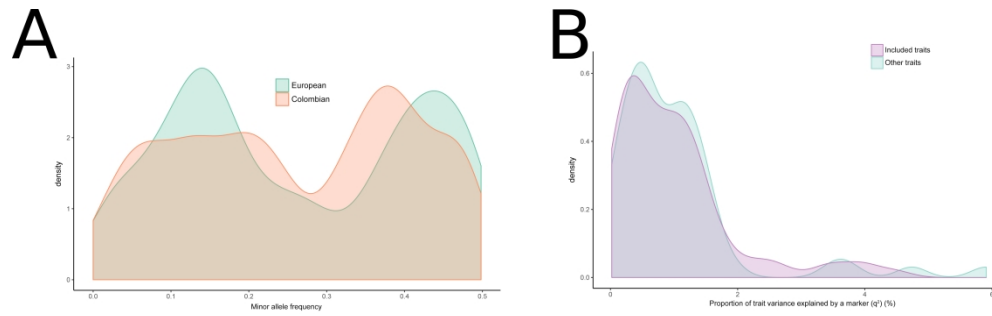 A
density
3
2
1
0
0.0
0.1
0.2
0.3
0.4
0.5
Minor allele frequency
European
Colombian
B
density
0.6
0.4
0.2
0.0
0
2
4
6
Proportion of trait variance explained by a marker (q²) (%)
Included traits
Other traits